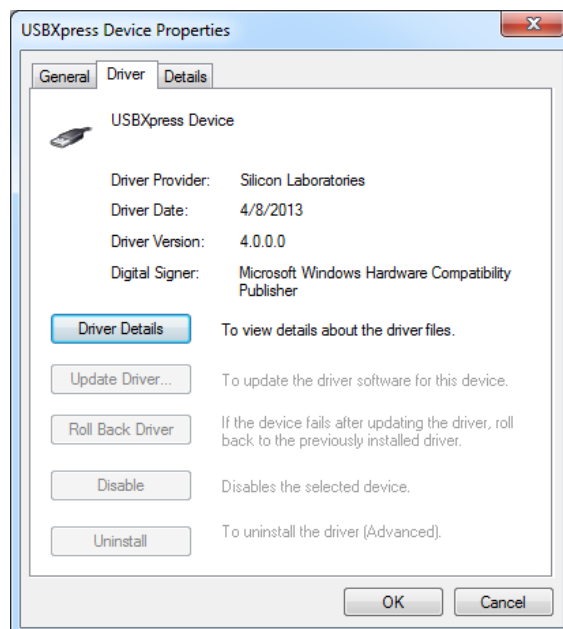 USBXpress Device Properties
General Driver Details
USBXpress Device
Driver Provider: Silicon Laboratories
Driver Date: 4/8/2013
Driver Version: 4.0.0.0
Digital Signer: Microsoft Windows Hardware Compatibility
Publisher
Driver Details To view details about the driver files.
Update Driver... To update the driver software for this device.
Roll Back Driver If the device fails after updating the driver, roll
back to the previously installed driver.
Disable Disables the selected device.
Uninstall To uninstall the driver (Advanced).
OK Cancel